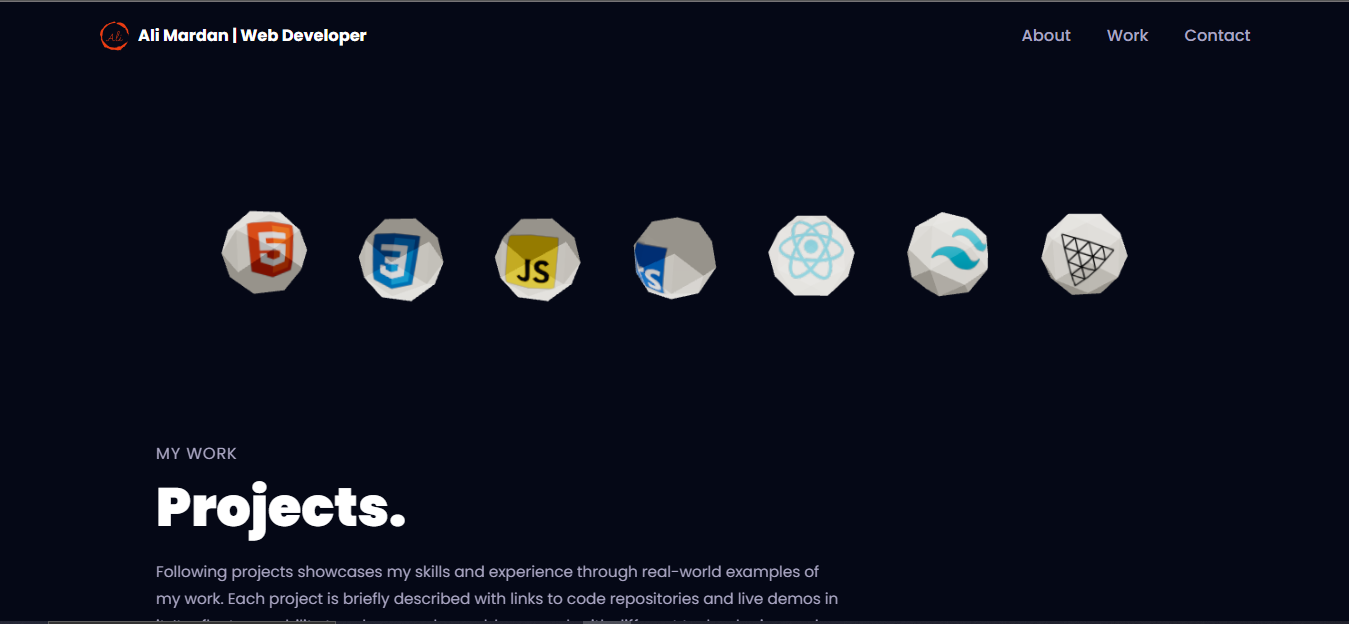 Ali
Ali Mardan | Web Developer
About
Work
Contact
5
3
JS
TS
MY WORK
Projects.
Following projects showcases my skills and experience through real-world examples of
my work. Each project is briefly described with links to code repositories and live demos in